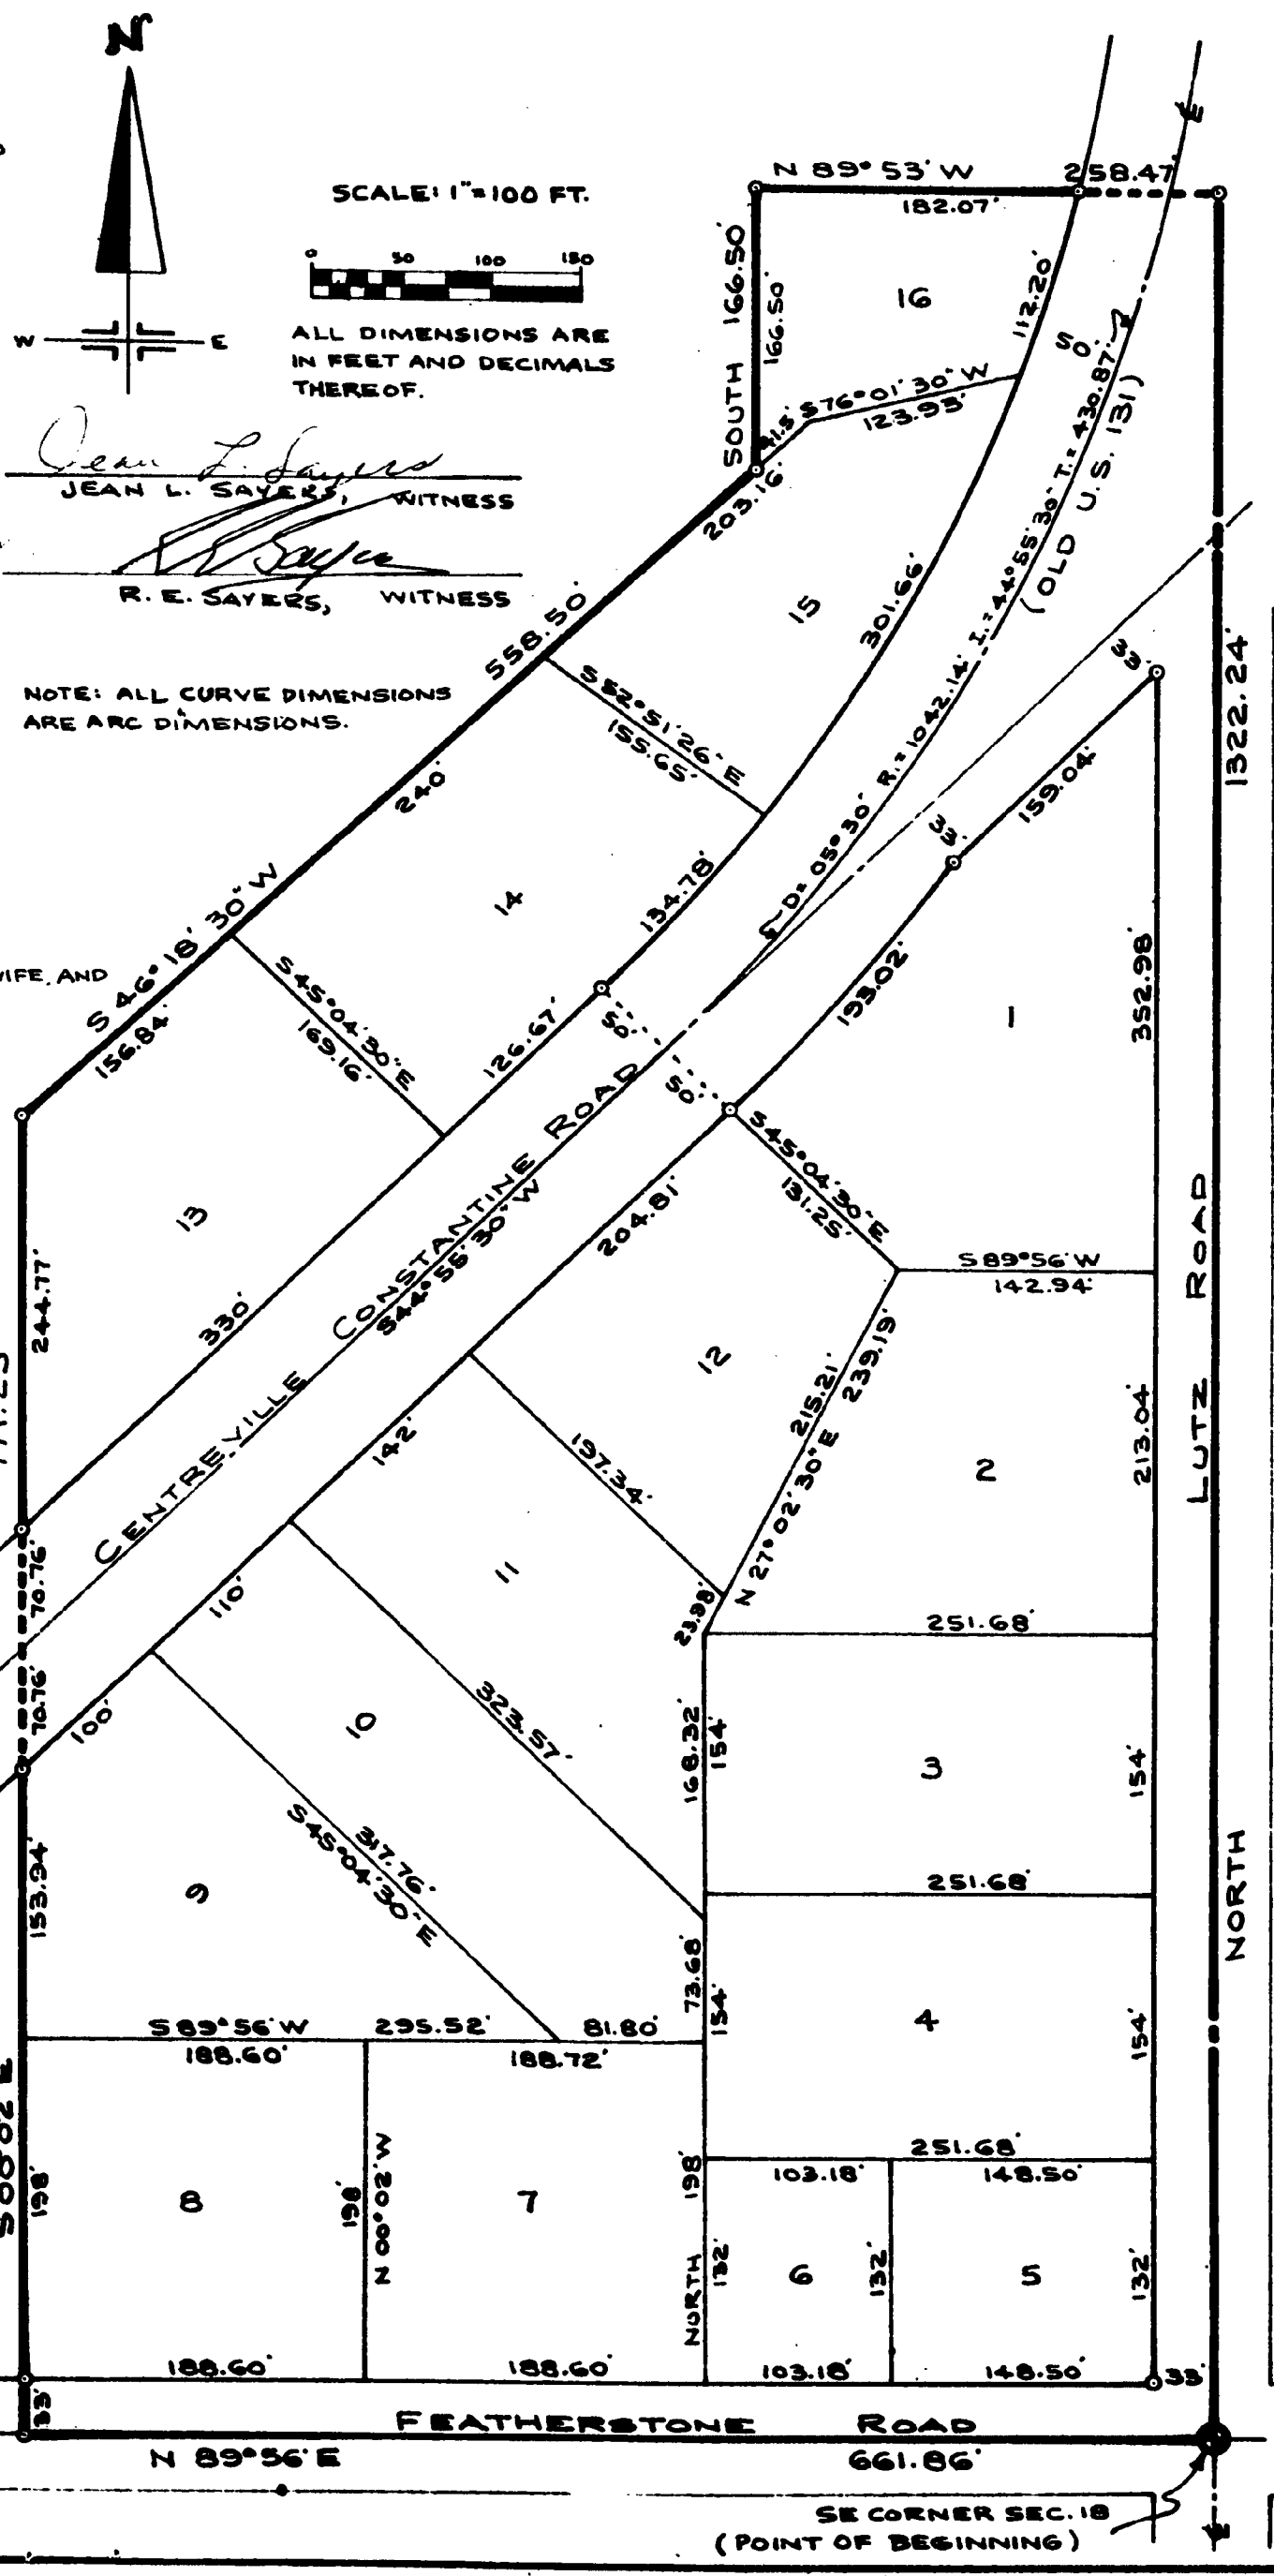 N
W E
SCALE: 1"=100 FT.
0 50 100 150
ALL DIMENSIONS ARE
IN FEET AND DECIMALS
THEREOF.
Jean L. Sayers
JEAN L. SAYERS, WITNESS
R. E. SAYERS, WITNESS
NOTE: ALL CURVE DIMENSIONS
ARE ARC DIMENSIONS.
WIFE, AND
N 89° 53' W 258.47'
182.07'
SOUTH 166.50'
166.50'
16
112.20'
50'
41.5'
S 76° 01' 30" W
123.93'
203.16'
558.50'
15
301.66'
D= 05° 30' R.= 1042.14' I.= 44° 55' 30" T.= 430.87'
(OLD U.S. 131)
S 52° 51' 26" E
155.65'
240'
33'
159.04'
33'
1322.24'
S 46° 18' 30" W
156.84'
14
134.78'
193.02'
1
352.98'
S 45° 04' 30" E
169.16'
126.67'
50'
50'
S 45° 04' 30" E
131.25'
13
244.77'
330'
CENTREVILLE CONSTANTINE ROAD
S 44° 55' 30" W
204.81'
S 89° 56' W
142.94'
12
215.21'
239.19'
N 27° 02' 30" E
2
213.04'
LUTZ ROAD
142'
197.34'
11
23.98'
251.68'
70.76'
70.76'
110'
100'
10
323.57'
168.32'
154'
3
154'
317.76'
S 45° 04' 30" E
9
153.94'
251.68'
NORTH
73.68'
154'
4
154'
S 89° 56' W 295.52' 81.80'
188.60' 188.72'
251.68'
103.18' 148.50'
S 00° 02' E
198'
8
198'
N 00° 02' W
7
198'
NORTH
132'
6
132'
5
132'
188.60' 188.60' 103.18' 148.50'
33'
33'
FEATHERSTONE ROAD
N 89° 56' E 661.86'
SE CORNER SEC. 18
(POINT OF BEGINNING)